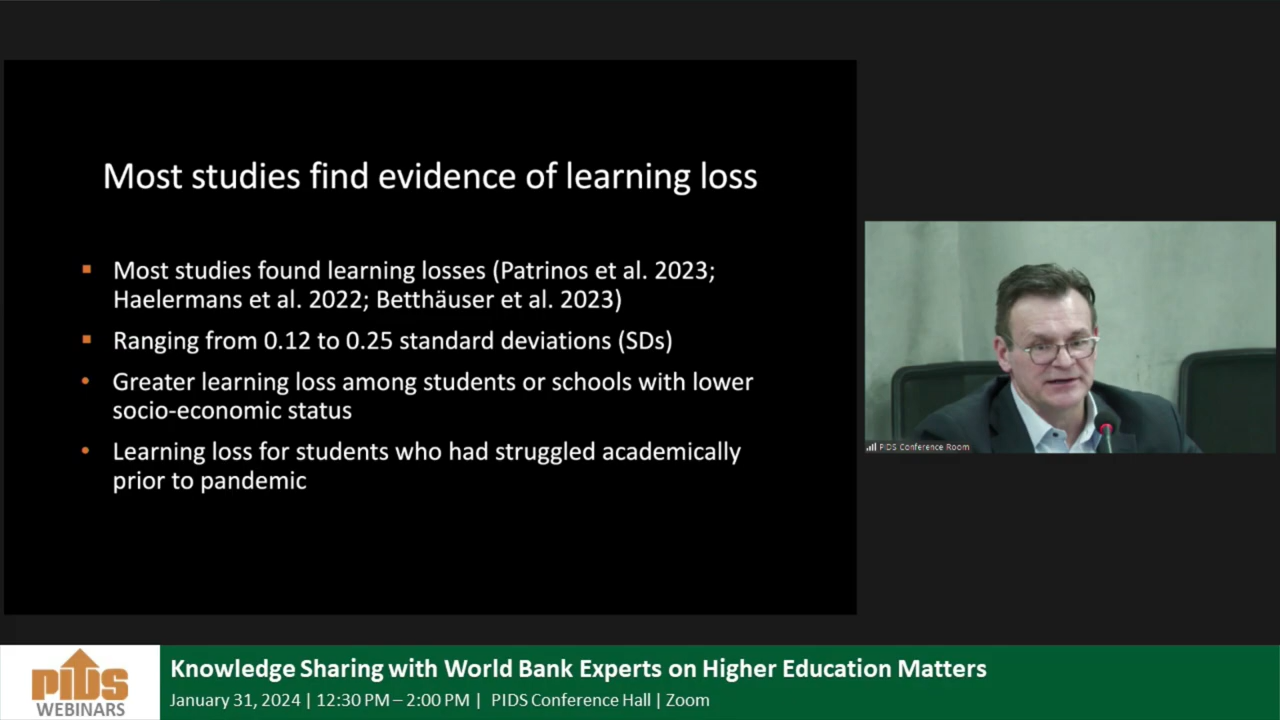 Most studies find evidence of learning loss
▪ Most studies found learning losses (Patrinos et al. 2023;
Haelermans et al. 2022; Betthäuser et al. 2023)
▪ Ranging from 0.12 to 0.25 standard deviations (SDs)
• Greater learning loss among students or schools with lower
socio-economic status
• Learning loss for students who had struggled academically
prior to pandemic
PIDS Conference Room
PIDS
WEBINARS
Knowledge Sharing with World Bank Experts on Higher Education Matters
January 31, 2024 | 12:30 PM – 2:00 PM | PIDS Conference Hall | Zoom